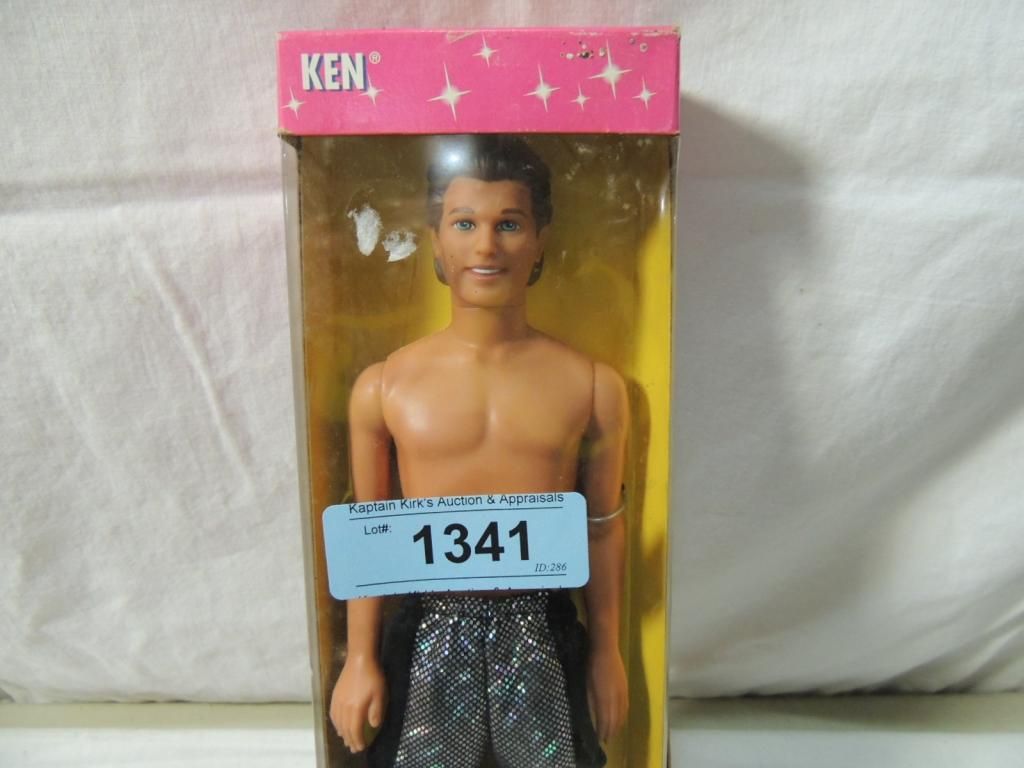 KEN®
Kaptain Kirk's Auction & Appraisals
Lot#: 1341
ID:286